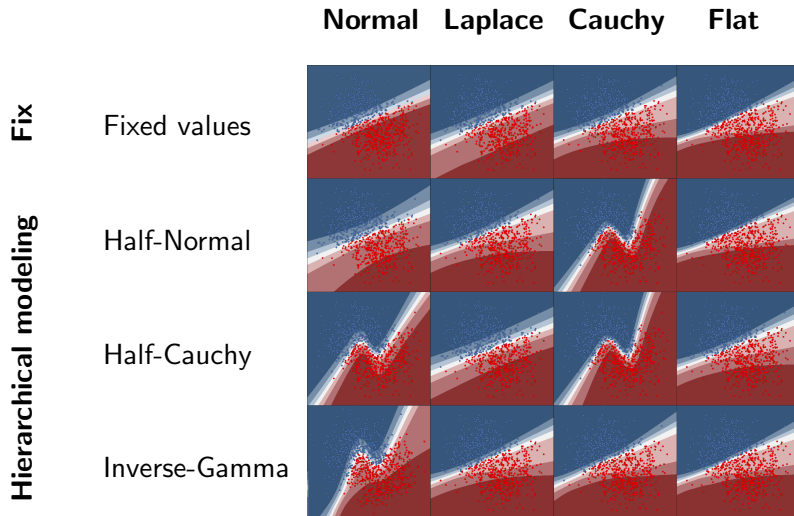 Normal Laplace Cauchy Flat
Fix
Fixed values
Hierarchical modeling
Half-Normal
Half-Cauchy
Inverse-Gamma